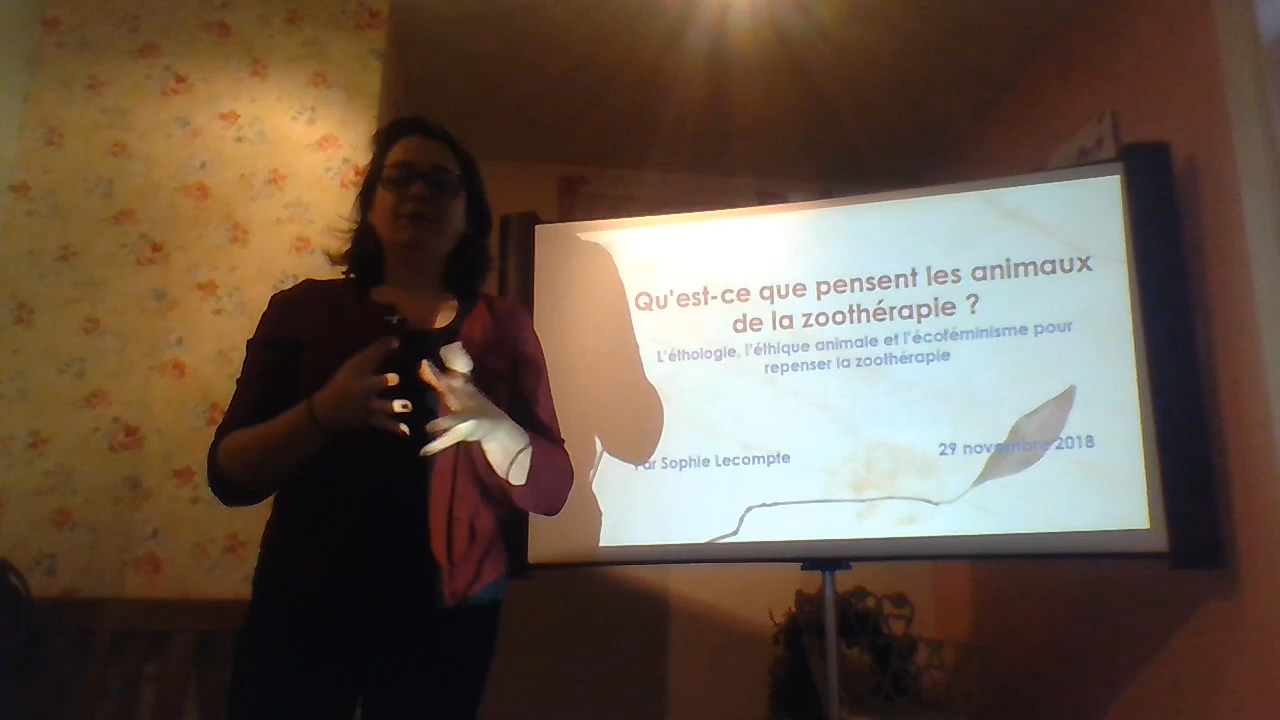 Qu'est-ce que pensent les animaux
de la zoothérapie ?
L'éthologie, l'éthique animale et l'écoféminisme pour
repenser la zoothérapie
Par Sophie Lecompte
29 novembre 2018